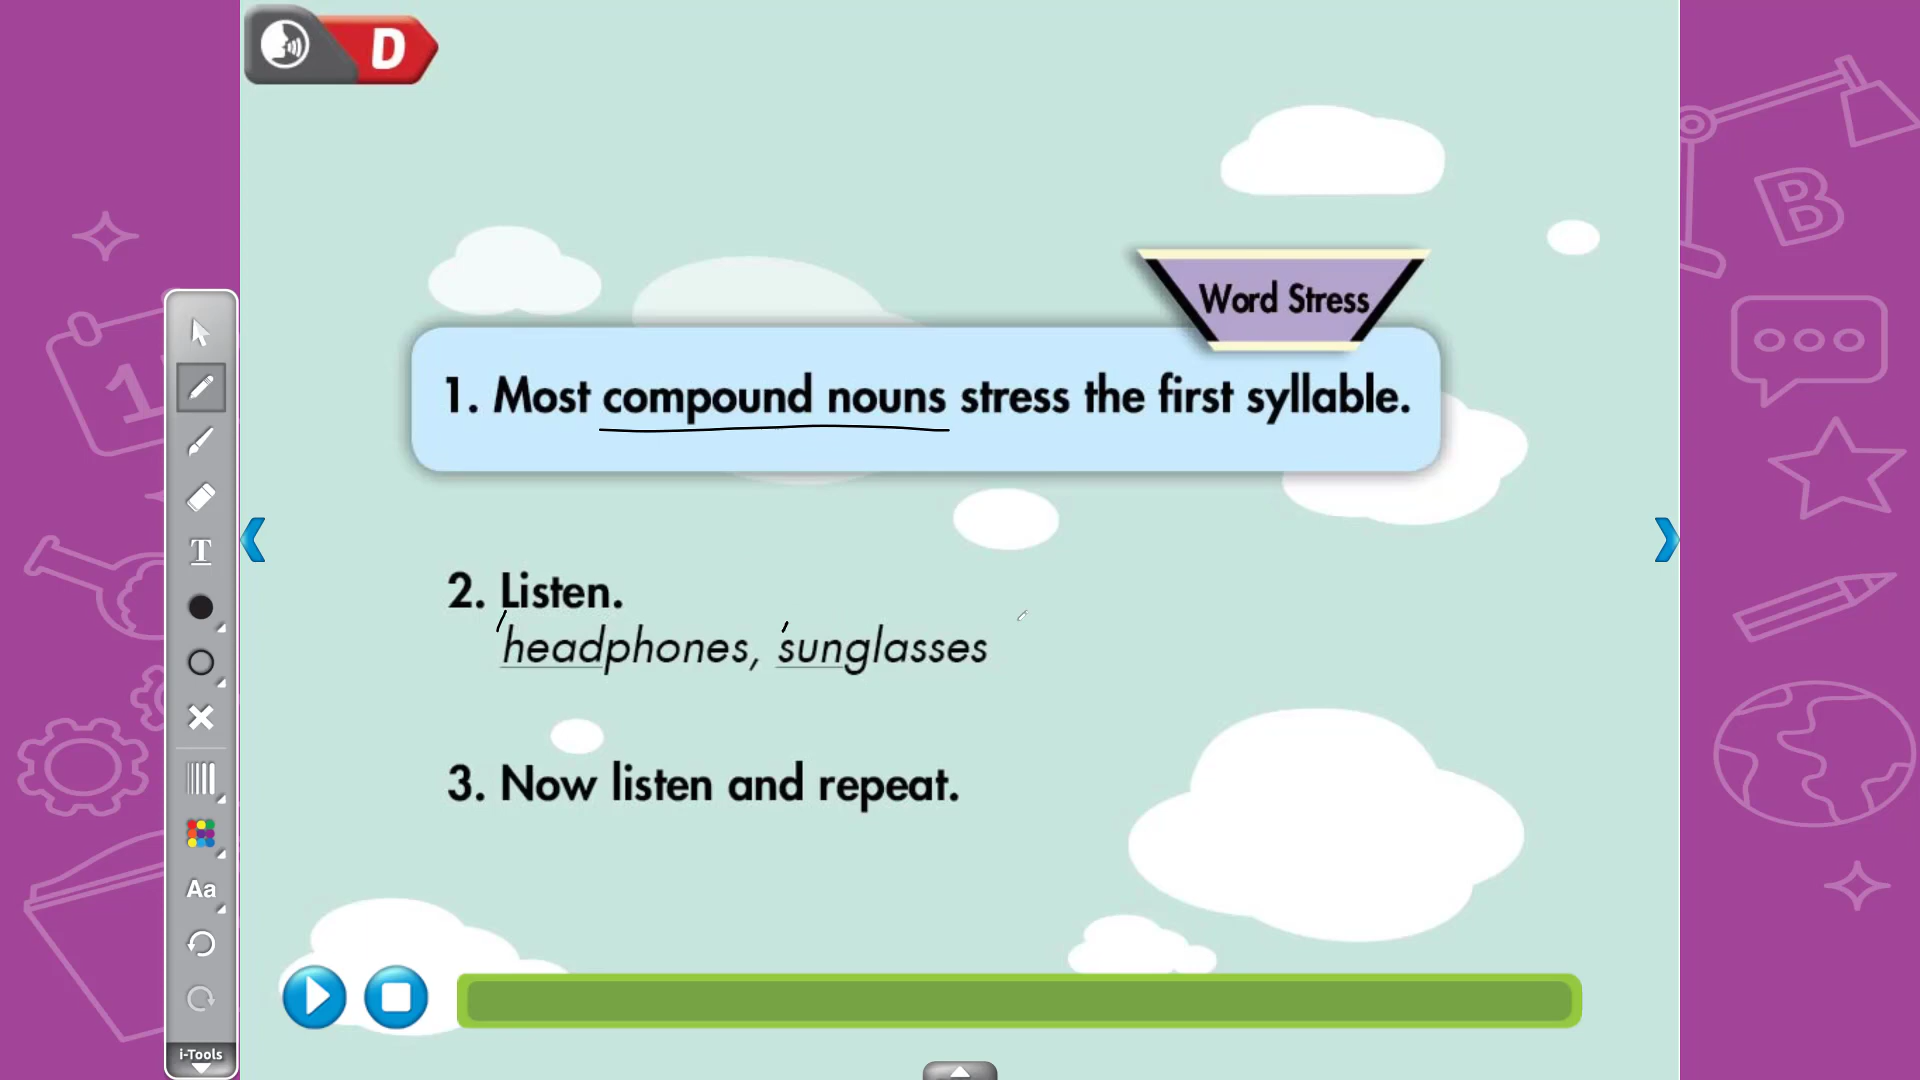 D
Word Stress
1. Most compound nouns stress the first syllable.
2. Listen.
headphones, sunglasses
3. Now listen and repeat.
T
Aa
i-Tools
1
B